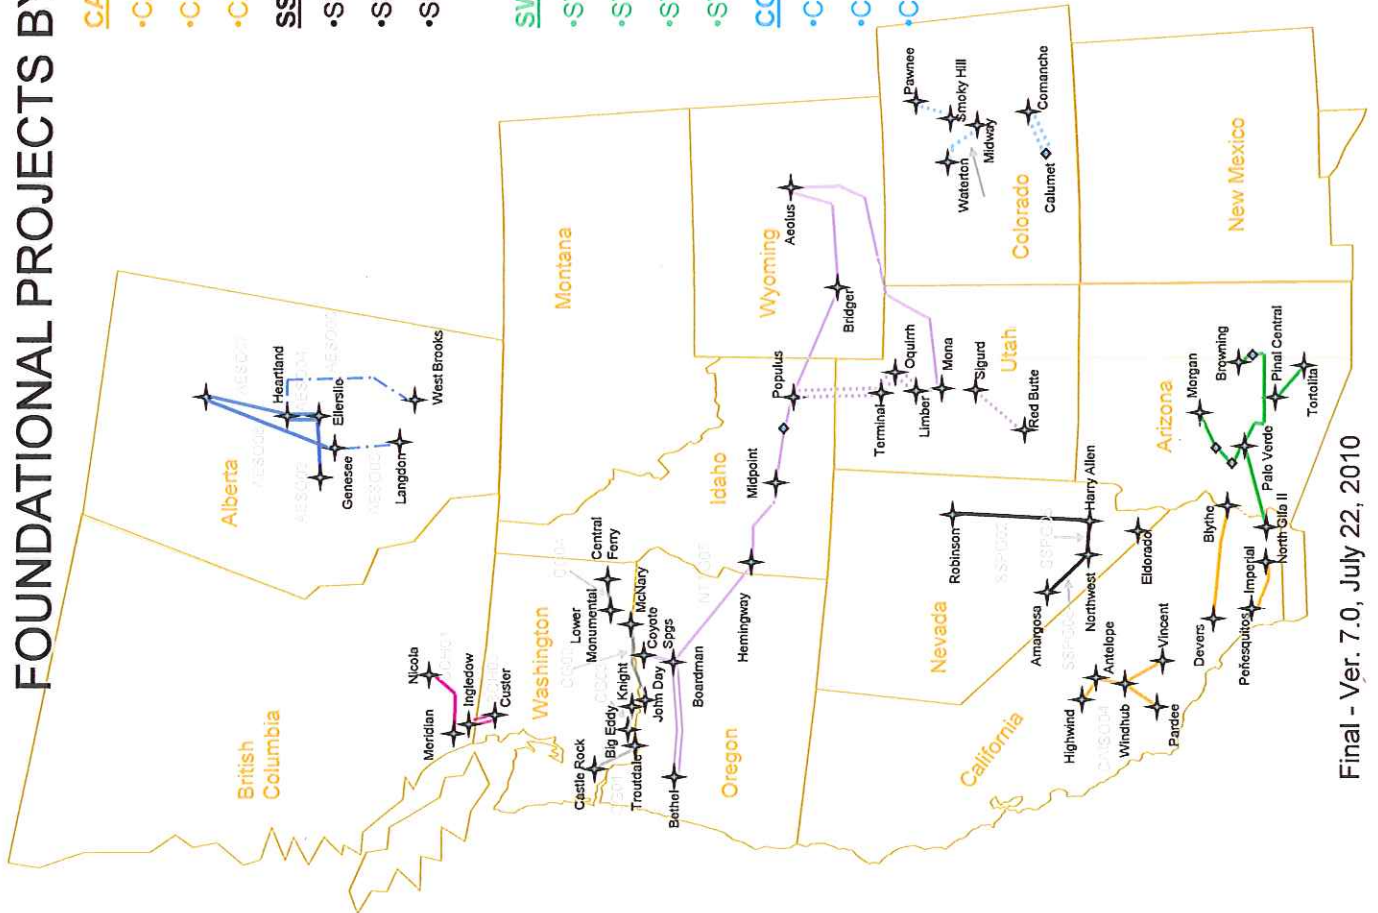 FOUNDATIONAL PROJECTS BY
CA
•C
•C
•C
•C
SS
•S
•S
•S
SW
•S
•S
•S
•S
CC
•C
•C
•C
Alberta
Heartland
Ellerslie
Genesee
Langdon
West Brooks
British
Columbia
Nicola
Meridian
Ingledow
Custer
Washington
Central
Ferry
Lower
Monumental
McNary
Coyote
Spgs
Castle Rock
Big Eddy
Knight
John Day
Troutdale
Boardman
Bethel
Oregon
Montana
Idaho
Hemingway
Midpoint
Populus
Wyoming
Aeolus
Bridger
Terminal
Oquirrh
Limber
Mona
Sigurd
Red Butte
Utah
Pawnee
Smoky Hill
Waterton
Midway
Comanche
Calumet
Colorado
Nevada
Robinson
Harry Allen
Northwest
Amargosa
Eldorado
California
Highwind
Antelope
Windhub
Vincent
Pardee
Devers
Blythe
Peñesquitos
Imperial
North Gila II
Arizona
Morgan
Browning
Palo Verde
Pinal Central
Tortolita
New Mexico
Final - Ver. 7.0, July 22, 2010